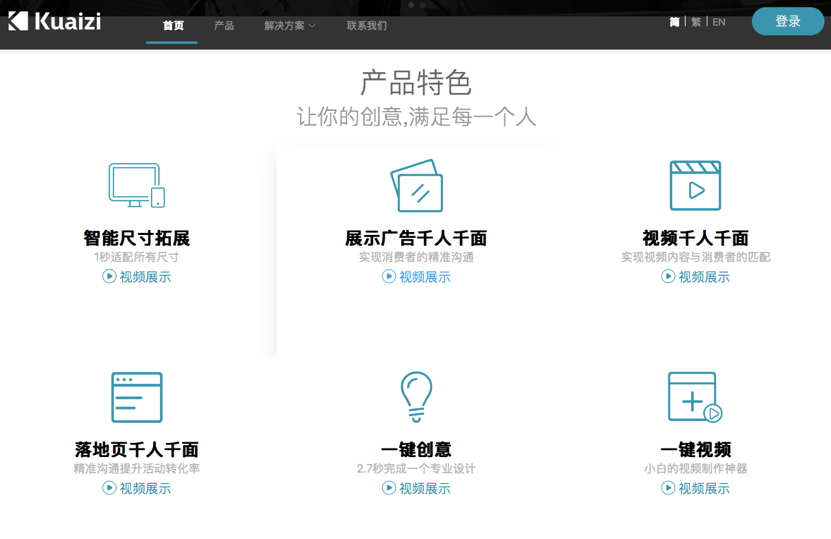 Kuaizi 首页 产品 解决方案 联系我们 简 | 繁 | EN 登录
产品特色
让你的创意,满足每一个人
智能尺寸拓展 展示广告千人千面 视频千人千面
1秒适配所有尺寸 实现消费者的精准沟通 实现视频内容与消费者的匹配
视频展示 视频展示 视频展示
落地页千人千面 一键创意 一键视频
精准沟通提升活动转化率 2.7秒完成一个专业设计 小白的视频制作神器
视频展示 视频展示 视频展示